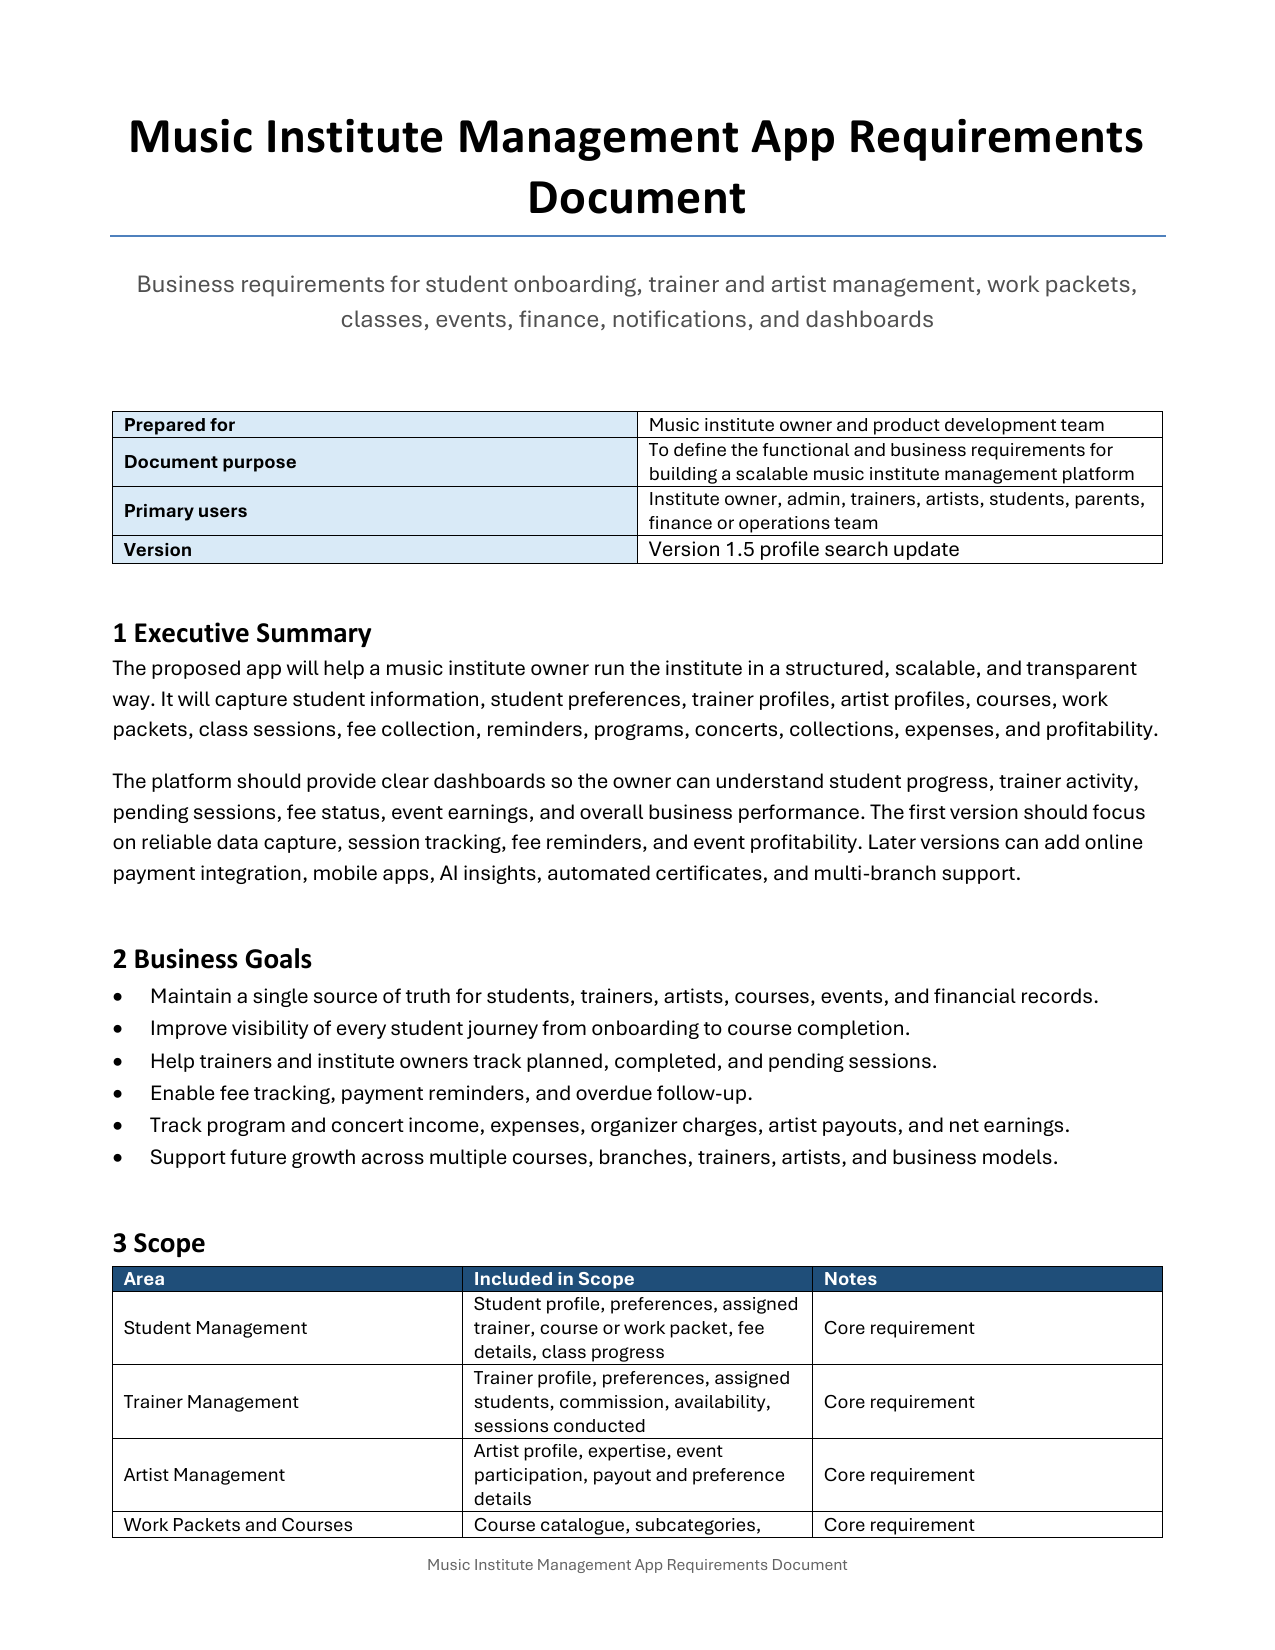 Music Institute Management App Requirements
Document
Business requirements for student onboarding, trainer and artist management, work packets,
classes, events, finance, notifications, and dashboards
Prepared for
Music institute owner and product development team
Document purpose
To define the functional and business requirements for
building a scalable music institute management platform
Primary users
Institute owner, admin, trainers, artists, students, parents,
finance or operations team
Version
Version 1.5 profile search update
1 Executive Summary
The proposed app will help a music institute owner run the institute in a structured, scalable, and transparent
way. It will capture student information, student preferences, trainer profiles, artist profiles, courses, work
packets, class sessions, fee collection, reminders, programs, concerts, collections, expenses, and profitability.
The platform should provide clear dashboards so the owner can understand student progress, trainer activity,
pending sessions, fee status, event earnings, and overall business performance. The first version should focus
on reliable data capture, session tracking, fee reminders, and event profitability. Later versions can add online
payment integration, mobile apps, AI insights, automated certificates, and multi-branch support.
2 Business Goals
• Maintain a single source of truth for students, trainers, artists, courses, events, and financial records.
• Improve visibility of every student journey from onboarding to course completion.
• Help trainers and institute owners track planned, completed, and pending sessions.
• Enable fee tracking, payment reminders, and overdue follow-up.
• Track program and concert income, expenses, organizer charges, artist payouts, and net earnings.
• Support future growth across multiple courses, branches, trainers, artists, and business models.
3 Scope
Area
Included in Scope
Notes
Student Management
Student profile, preferences, assigned
trainer, course or work packet, fee
details, class progress
Core requirement
Trainer Management
Trainer profile, preferences, assigned
students, commission, availability,
sessions conducted
Core requirement
Artist Management
Artist profile, expertise, event
participation, payout and preference
details
Core requirement
Work Packets and Courses
Course catalogue, subcategories,
Core requirement
Music Institute Management App Requirements Document